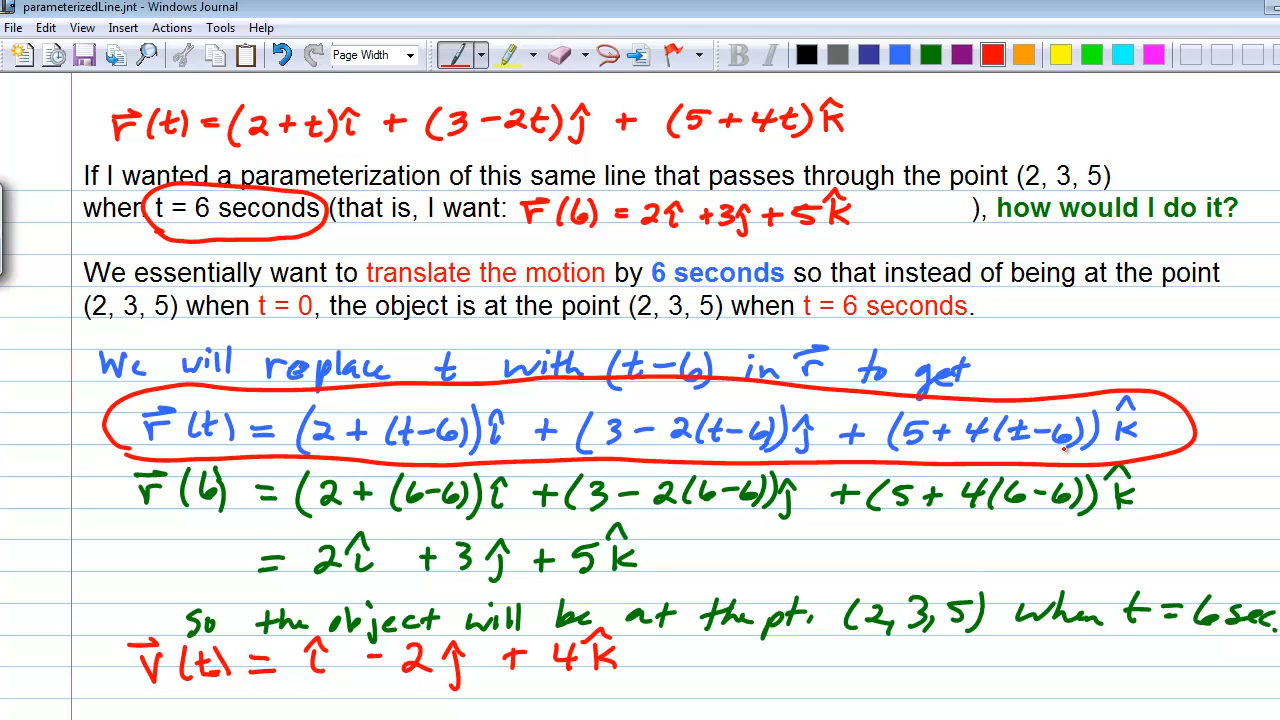 parameterizedLine.jnt - Windows Journal
File Edit View Insert Actions Tools Help
Page Width
B I
r⃗(t) = (2 + t)î + (3 - 2t)ĵ + (5 + 4t)k̂
If I wanted a parameterization of this same line that passes through the point (2, 3, 5)
when t = 6 seconds (that is, I want: r⃗(6) = 2î + 3ĵ + 5k̂ ), how would I do it?
We essentially want to translate the motion by 6 seconds so that instead of being at the point
(2, 3, 5) when t = 0, the object is at the point (2, 3, 5) when t = 6 seconds.
We will replace t with (t-6) in r⃗ to get
r⃗(t) = (2 + (t-6))î + (3 - 2(t-6))ĵ + (5 + 4(t-6))k̂
r⃗(6) = (2 + (6-6))î + (3 - 2(6-6))ĵ + (5 + 4(6-6))k̂
= 2î + 3ĵ + 5k̂
So the object will be at the pt. (2,3,5) when t = 6 sec.
v⃗(t) = î - 2ĵ + 4k̂